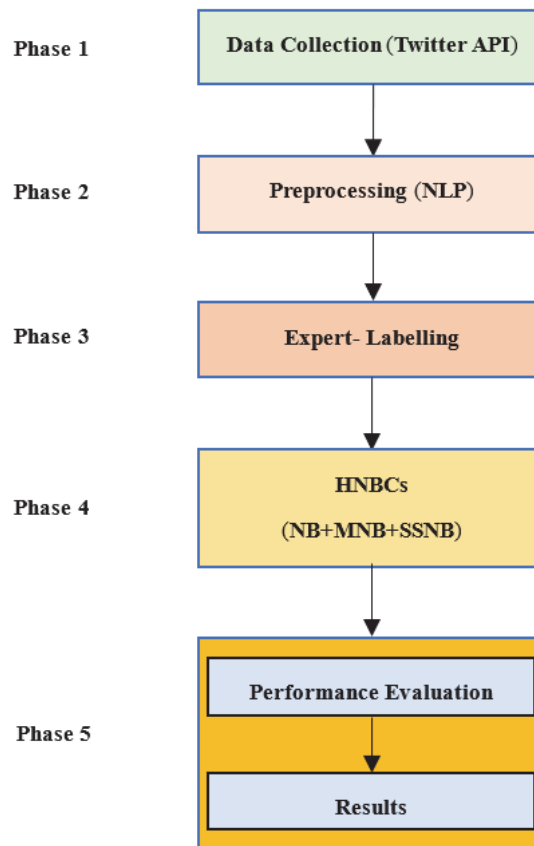 Phase 1
Data Collection (Twitter API)
Phase 2
Preprocessing (NLP)
Phase 3
Expert- Labelling
Phase 4
HNBCs
(NB+MNB+SSNB)
Phase 5
Performance Evaluation
Results